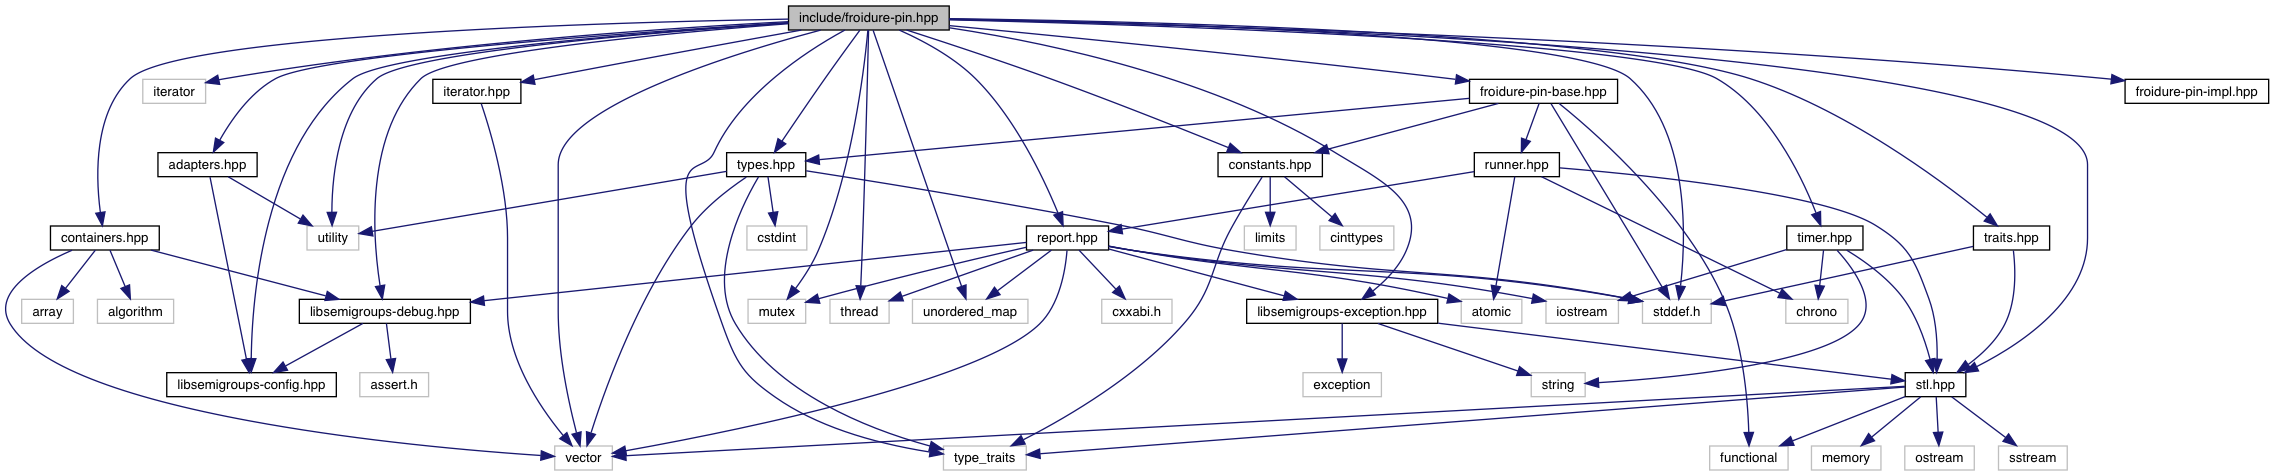 include/froidure-pin.hpp
iterator
iterator.hpp
froidure-pin-base.hpp
froidure-pin-impl.hpp
adapters.hpp
types.hpp
constants.hpp
runner.hpp
containers.hpp
utility
cstdint
report.hpp
limits
cinttypes
timer.hpp
traits.hpp
array
algorithm
libsemigroups-debug.hpp
mutex
thread
unordered_map
cxxabi.h
libsemigroups-exception.hpp
atomic
iostream
stddef.h
chrono
libsemigroups-config.hpp
assert.h
exception
string
stl.hpp
vector
type_traits
functional
memory
ostream
sstream